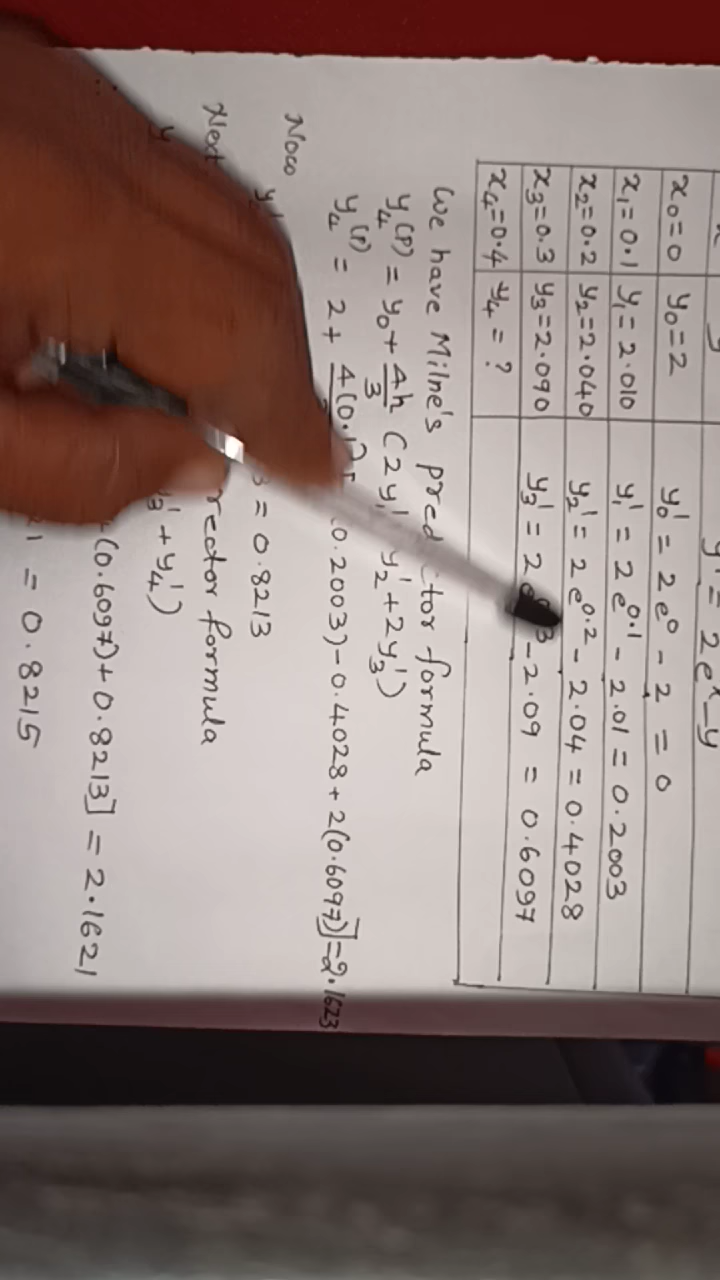 y' = 2e^x - y
x₀=0 y₀=2 y₀' = 2e⁰ - 2 = 0
x₁=0.1 y₁=2.010 y₁' = 2e^0.1 - 2.01 = 0.2003
x₂=0.2 y₂=2.040 y₂' = 2e^0.2 - 2.04 = 0.4028
x₃=0.3 y₃=2.090 y₃' = 2 - 2.09 = 0.6097
x₄=0.4 y₄=?
We have Milne's formula
y₄^(P) = y₀ + 4h/3 (2y₁' y₂' + 2y₃')
y₄^(P) = 2 + 4(0.1) (0.2003) - 0.4028 + 2(0.6097)] = 2.1623
Now = 0.8213
Next formula
y₃' + y₄')
(0.6097) + 0.8213] = 2.1621
= 0.8215